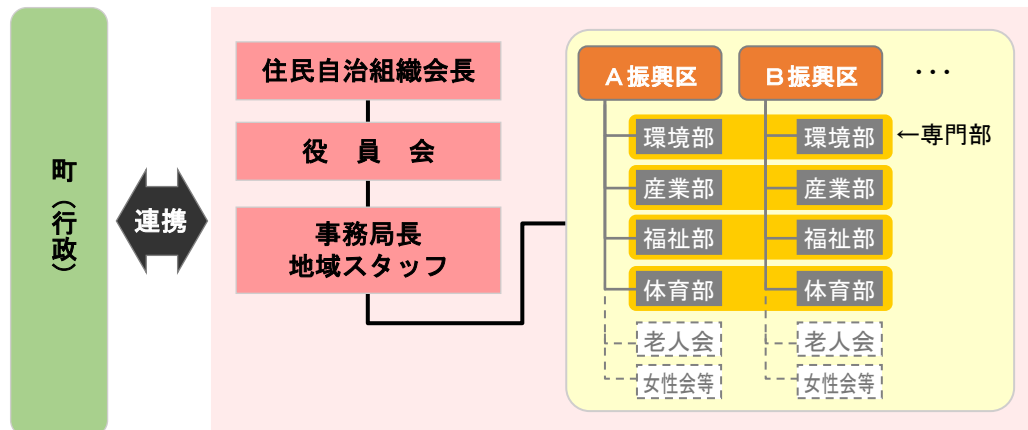 町（行政）
連携
住民自治組織会長
役　員　会
事務局長
地域スタッフ
Ａ振興区
環境部
産業部
福祉部
体育部
老人会
女性会等
Ｂ振興区
環境部
産業部
福祉部
体育部
老人会
女性会等
・・・
←専門部